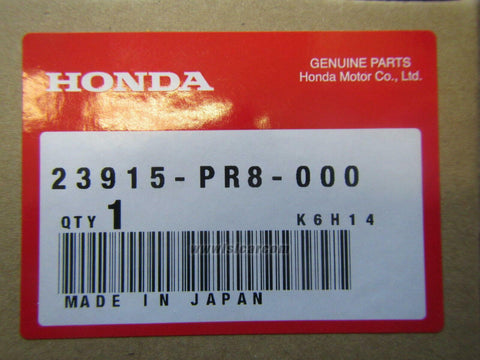 HONDA
GENUINE PARTS
Honda Motor Co., Ltd.
23915-PR8-000
QTY 1
K6H14
MADE IN JAPAN